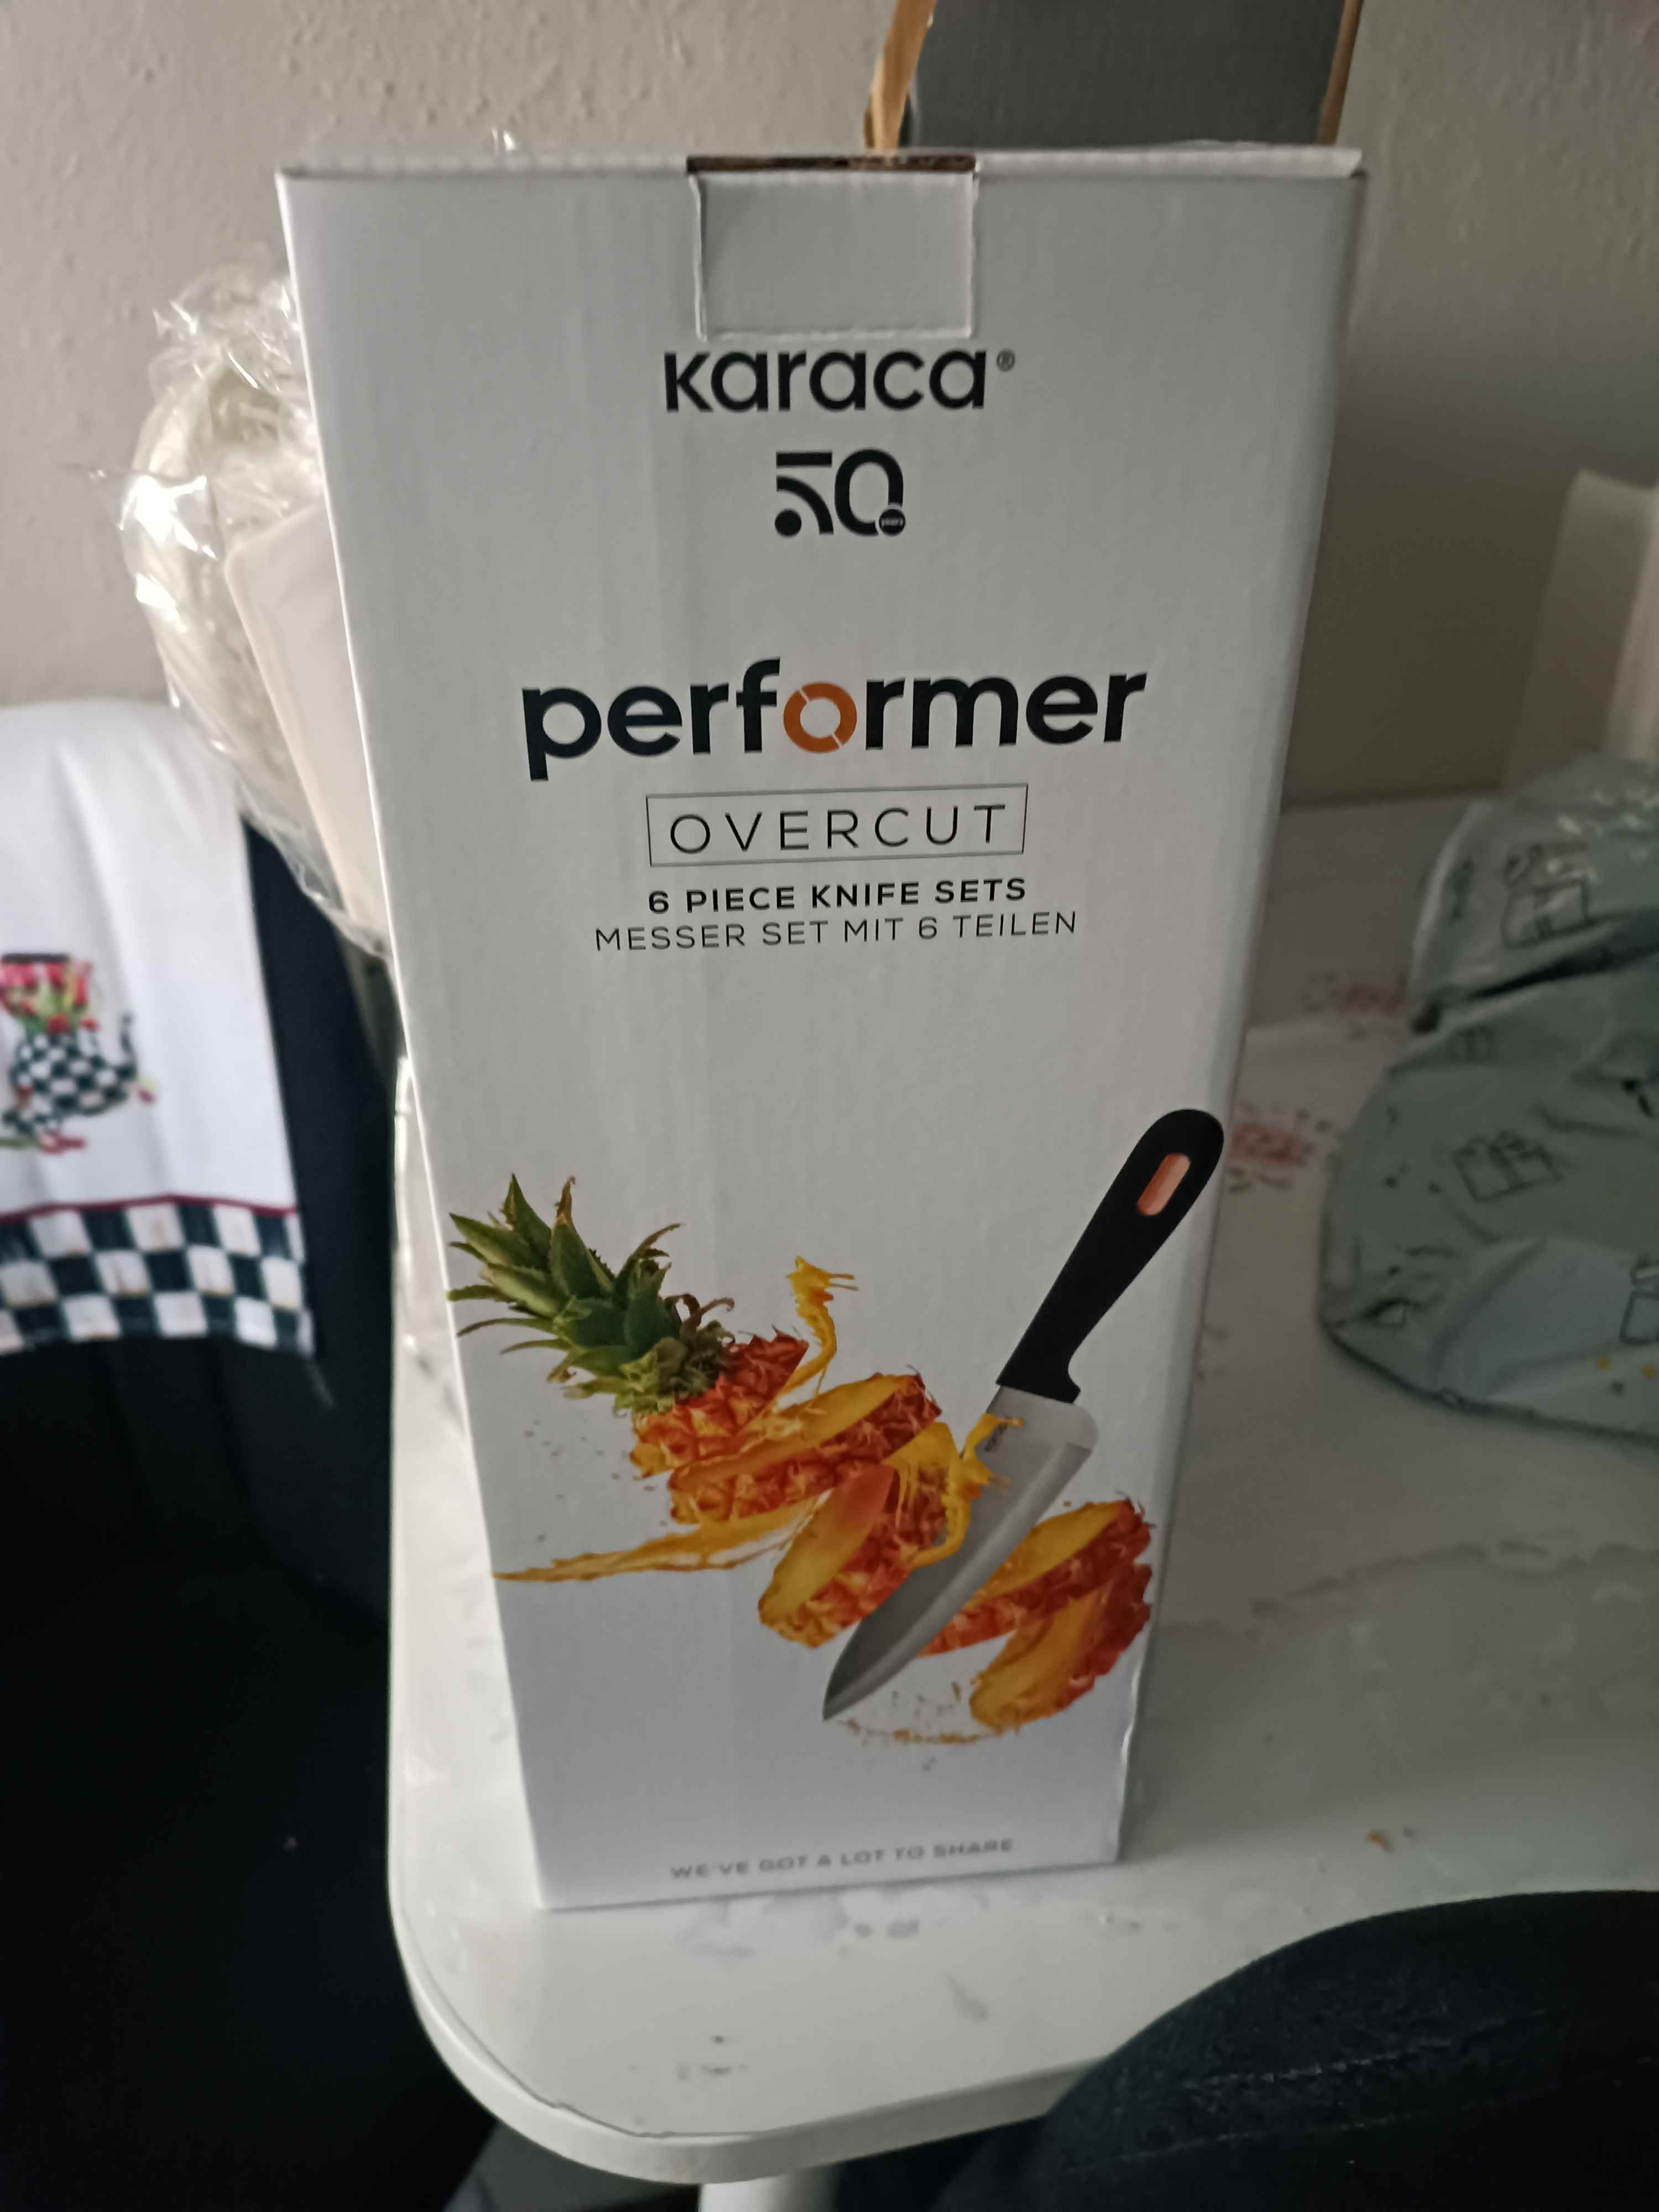 Karaca®
50
years
performer
OVERCUT
6 PIECE KNIFE SETS
MESSER SET MIT 6 TEILEN
WE'VE GOT A LOT TO SHARE